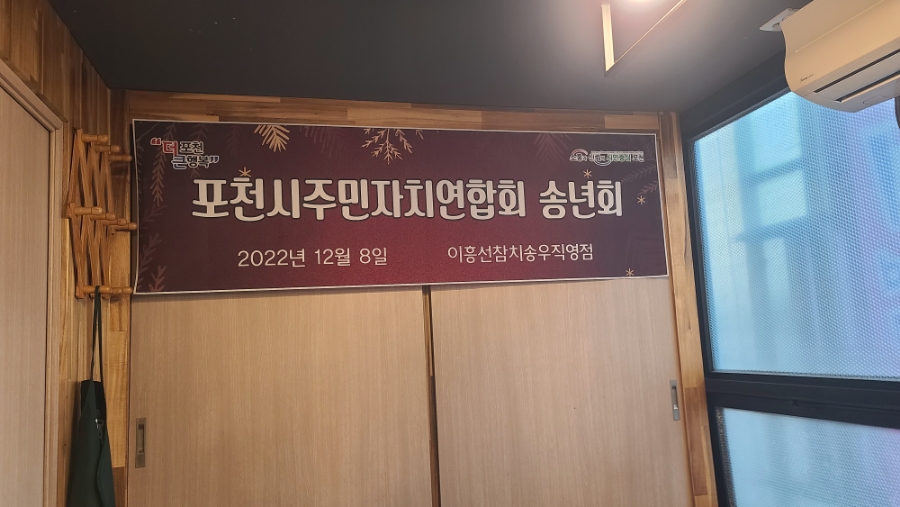 “더 포천
큰 행복”
포천시주민자치연합회 송년회
2022년 12월 8일 이흥선참치송우직영점